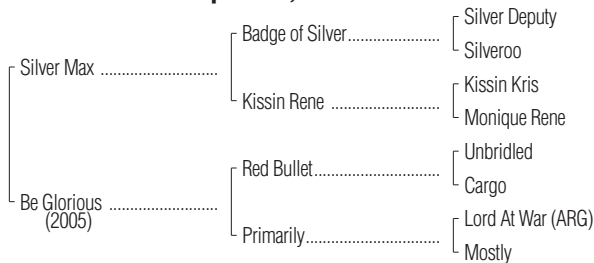 Silver Deputy
Badge of Silver
Silveroo
Silver Max
Kissin Kris
Kissin Rene
Monique Rene
Unbridled
Red Bullet
Cargo
Be Glorious
(2005)
Lord At War (ARG)
Primarily
Mostly